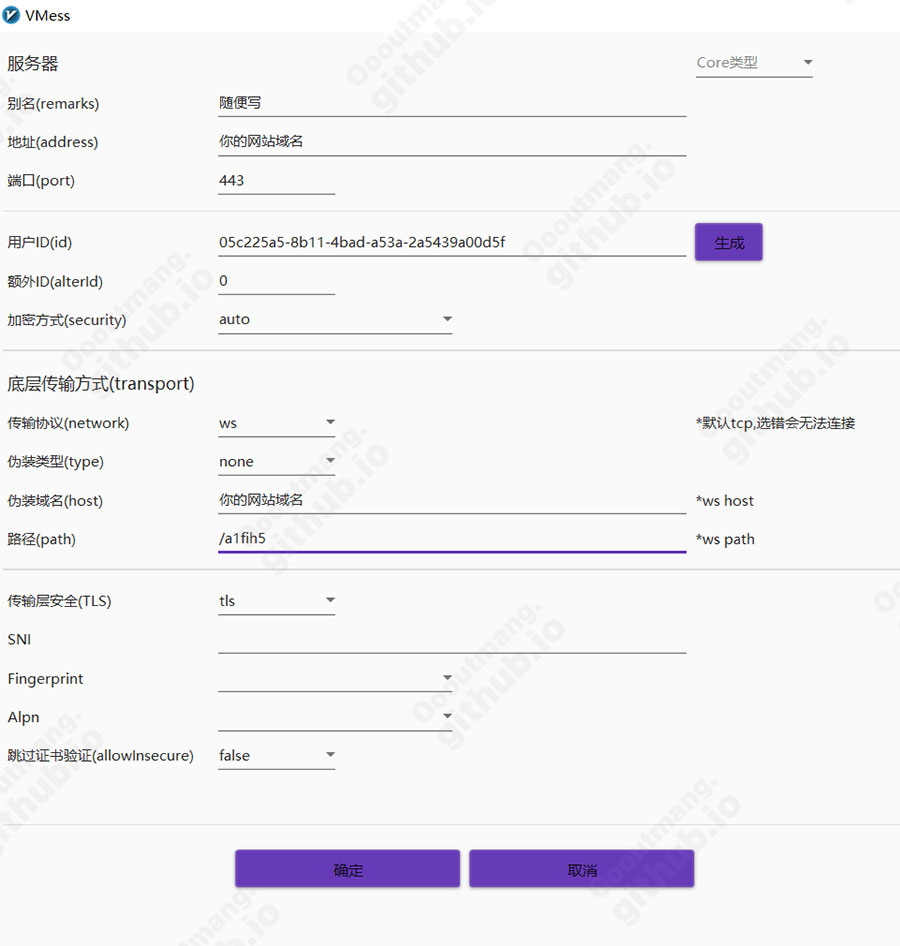 VMess
服务器 Core类型
别名(remarks) 随便写
地址(address) 你的网站域名
端口(port) 443
用户ID(id) 05c225a5-8b11-4bad-a53a-2a5439a00d5f 生成
额外ID(alterId) 0
加密方式(security) auto
底层传输方式(transport)
传输协议(network) ws *默认tcp,选错会无法连接
伪装类型(type) none
伪装域名(host) 你的网站域名 *ws host
路径(path) /a1fih5 *ws path
传输层安全(TLS) tls
SNI
Fingerprint
Alpn
跳过证书验证(allowInsecure) false
确定 取消
Oooutmang.
github.io